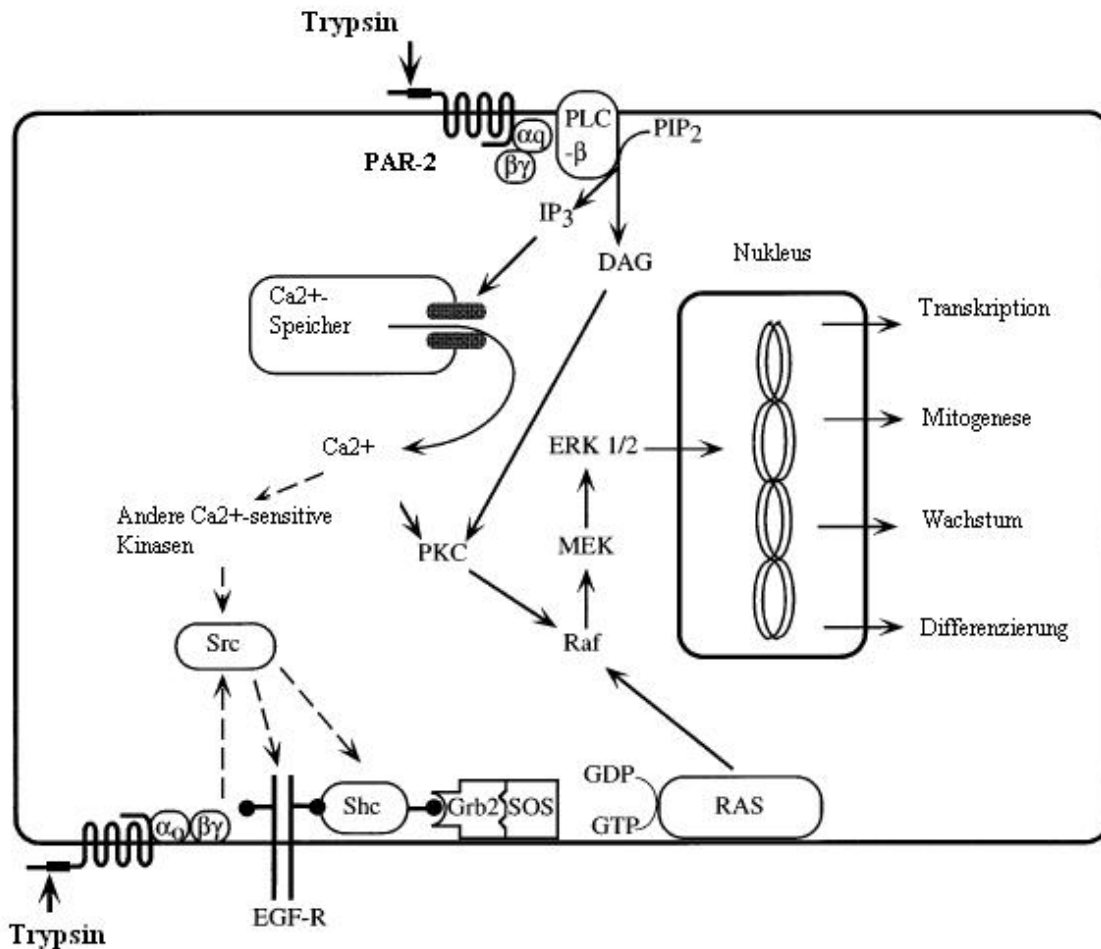 Trypsin
PAR-2
αq
βγ
PLC
-β
PIP2
IP3
DAG
Nukleus
Ca2+-
Speicher
Transkription
Mitogenese
Wachstum
Differenzierung
Ca2+
ERK 1/2
Andere Ca2+-sensitive
Kinasen
PKC
MEK
Src
Raf
GDP
GTP
RAS
Shc
Grb2
SOS
αo
βγ
EGF-R
Trypsin